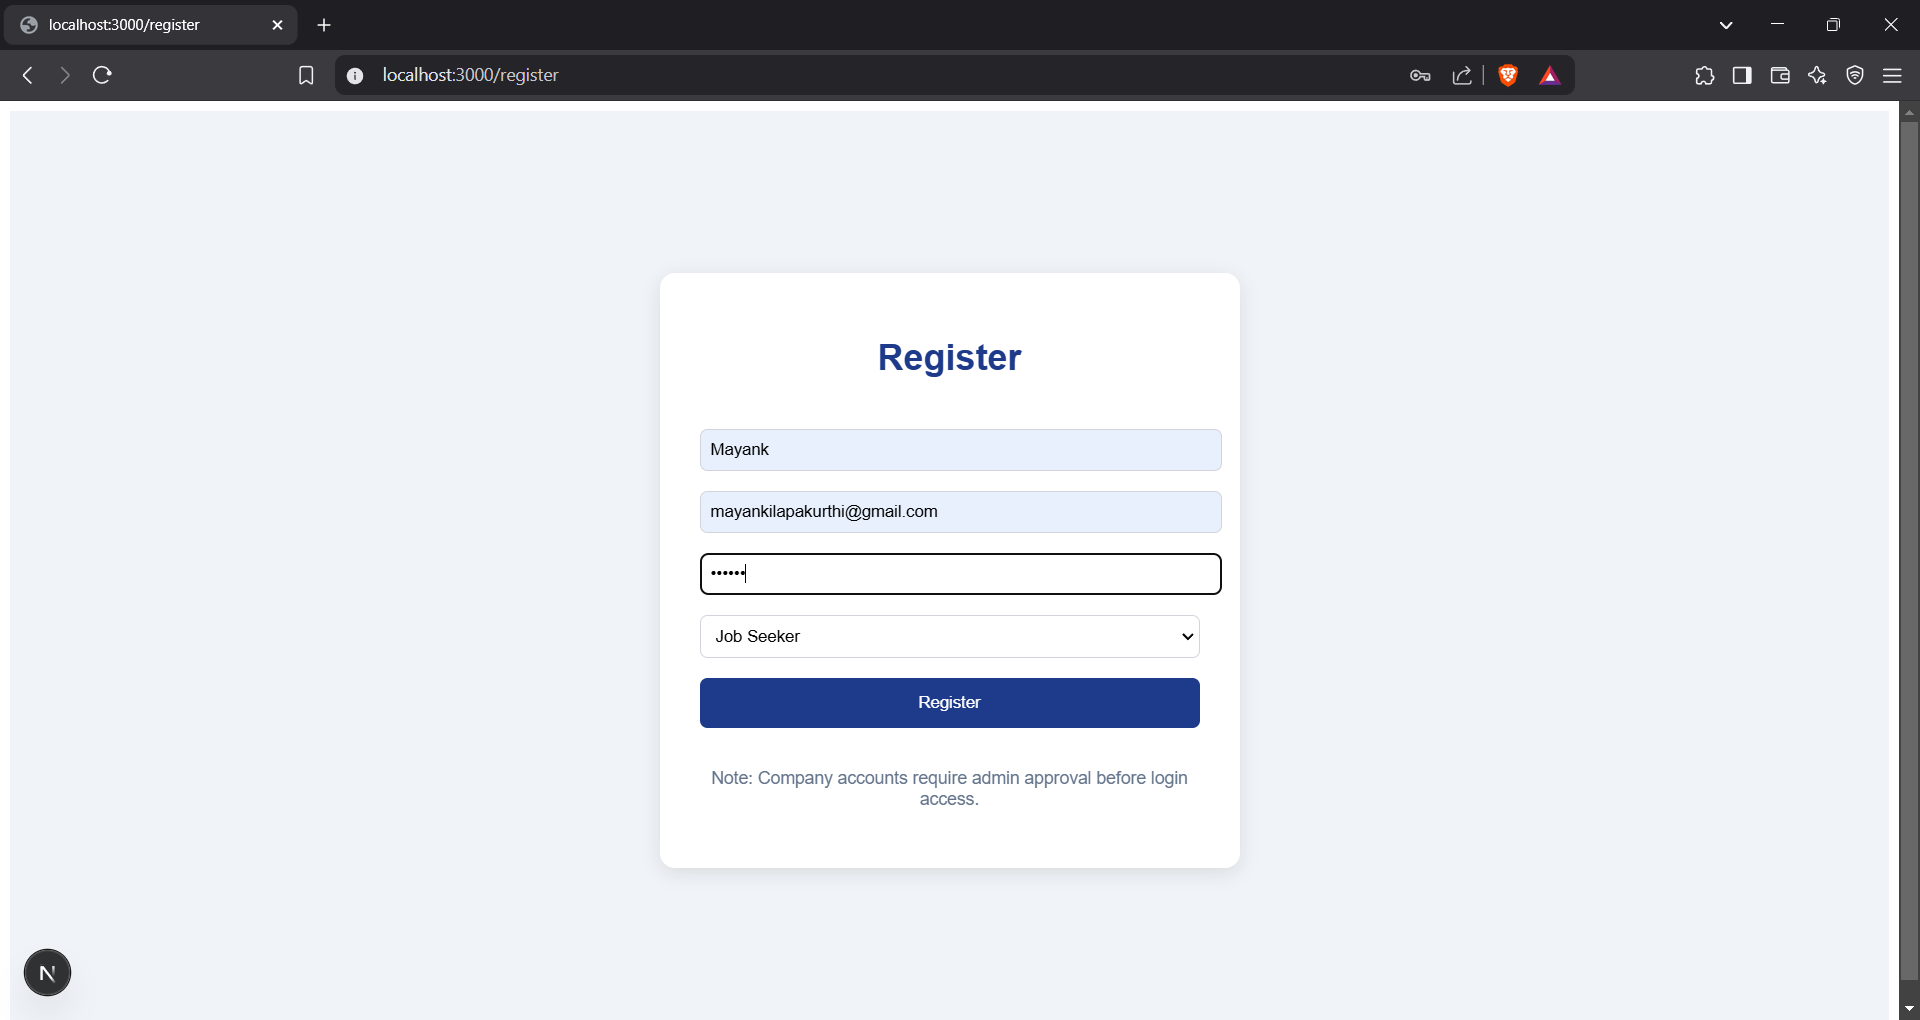 localhost:3000/register
localhost:3000/register
Register
Mayank
mayankilapakurthi@gmail.com
••••••
Job Seeker
Register
Note: Company accounts require admin approval before login
access.
N